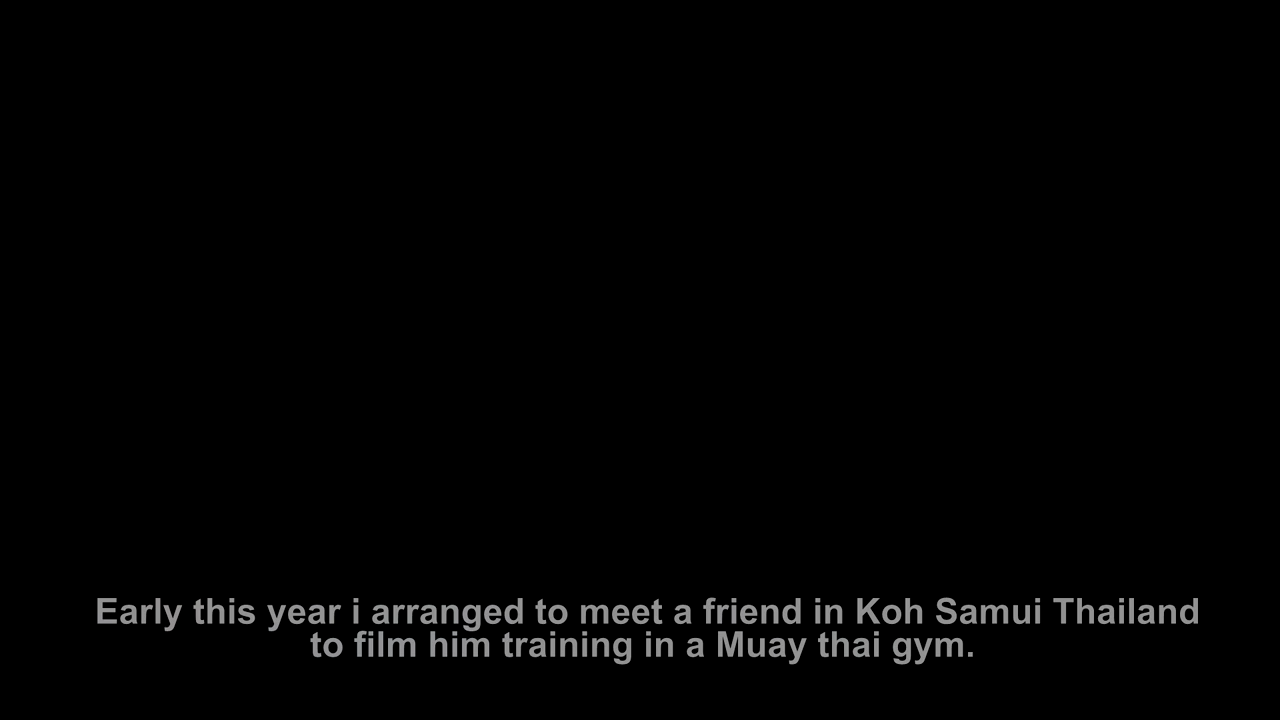 Early this year i arranged to meet a friend in Koh Samui Thailand
to film him training in a Muay thai gym.